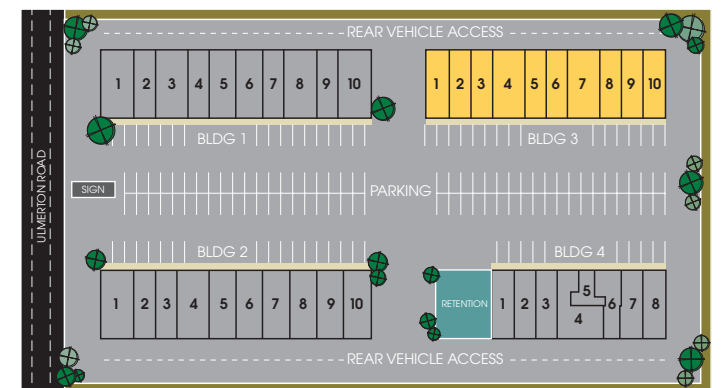 REAR VEHICLE ACCESS
1 2 3 4 5 6 7 8 9 10
1 2 3 4 5 6 7 8 9 10
BLDG 1
BLDG 3
ULMERTON ROAD
SIGN
PARKING
BLDG 2
BLDG 4
1 2 3 4 5 6 7 8 9 10
RETENTION
1 2 3 4 5 6 7 8
REAR VEHICLE ACCESS